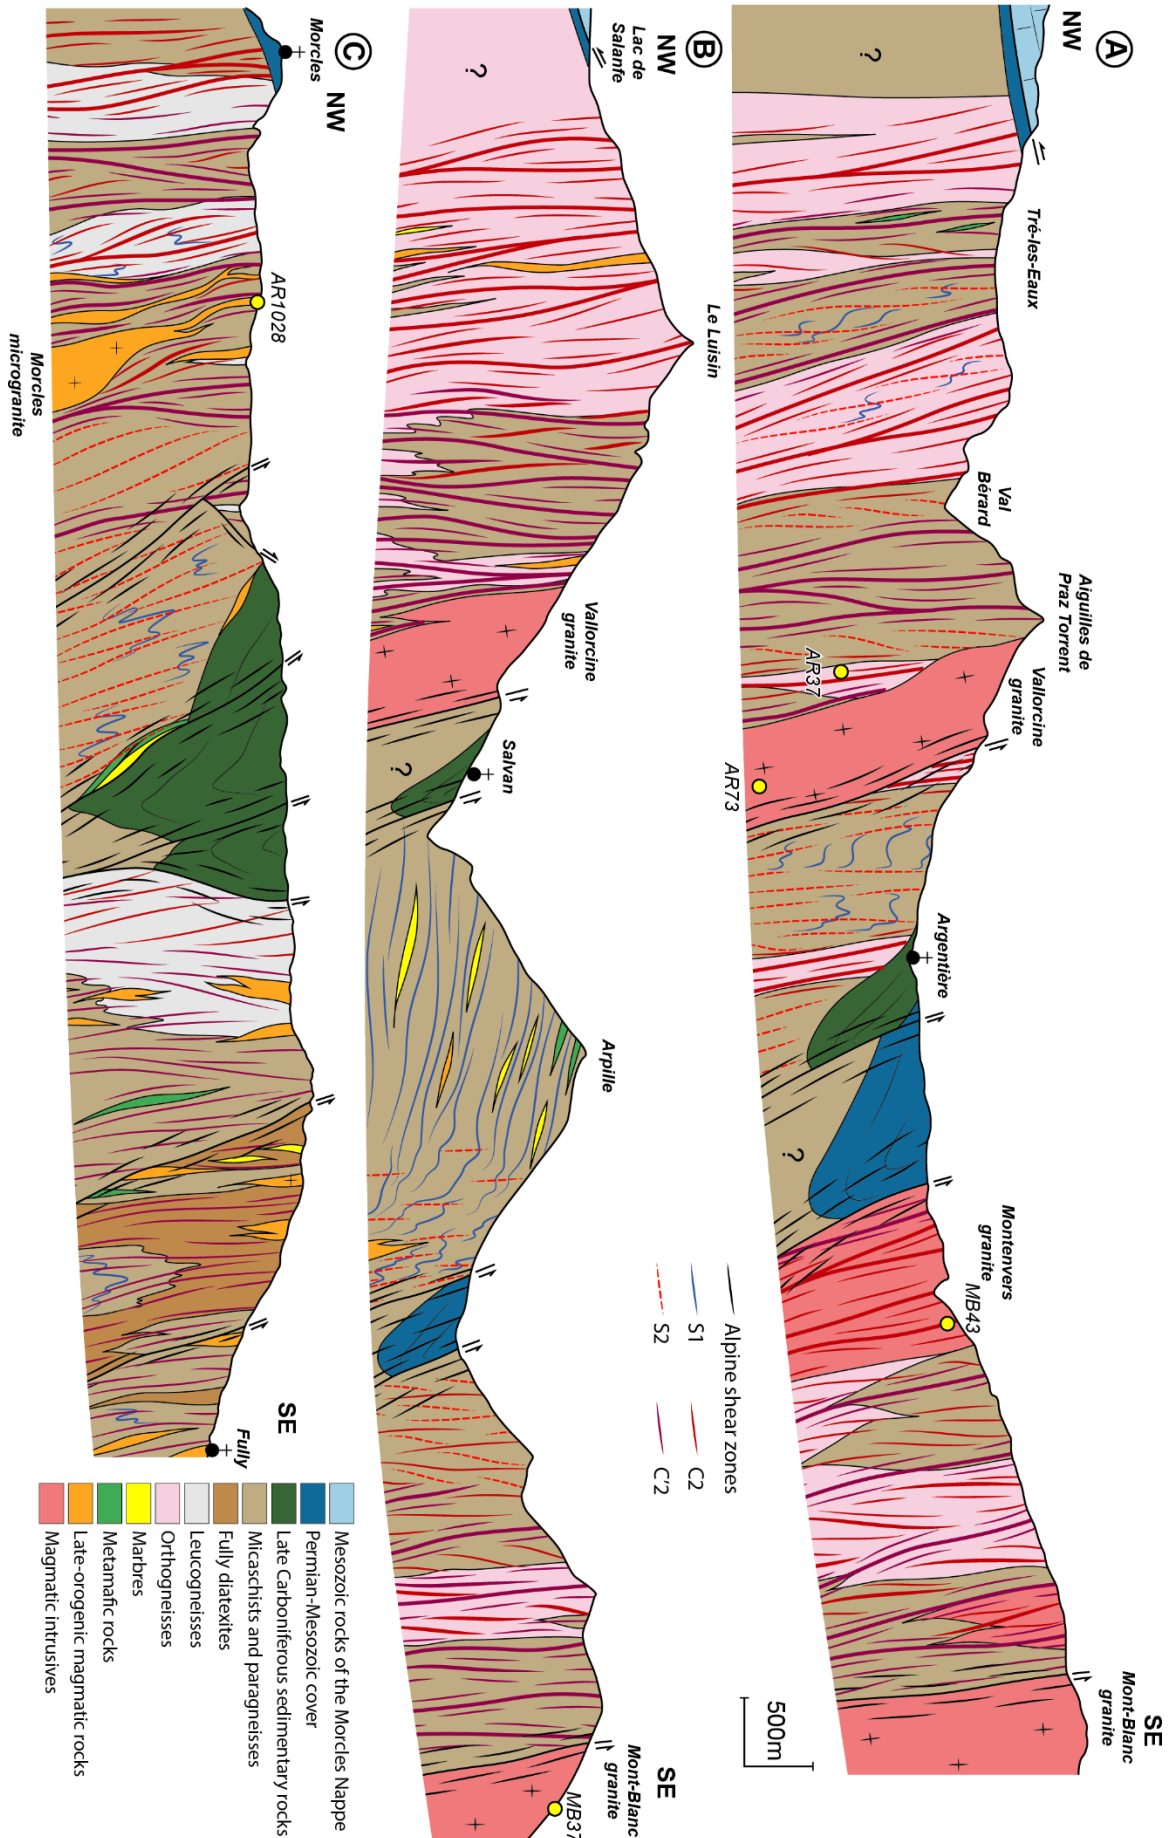 A
NW
?
Tré-les-Eaux
Val
Bérard
Aiguilles de
Praz Torrent
AR37
Vallorcine
granite
AR73
Argentière
?
Montenvers
granite
MB43
Mont-Blanc
granite
SE
500m
Alpine shear zones
S1
C2
S2
C'2
B
NW
Lac de
Salanfe
?
Le Luisin
Vallorcine
granite
Salvan
?
Arpille
Mont-Blanc
granite
MB37
SE
C
NW
Morcles
AR1028
Morcles
microgranite
SE
Fully
Mesozoic rocks of the Morcles Nappe
Permian-Mesozoic cover
Late Carboniferous sedimentary rocks
Micaschists and paragneisses
Fully diatexites
Leucogneisses
Orthogneisses
Marbres
Metamafic rocks
Late-orogenic magmatic rocks
Magmatic intrusives